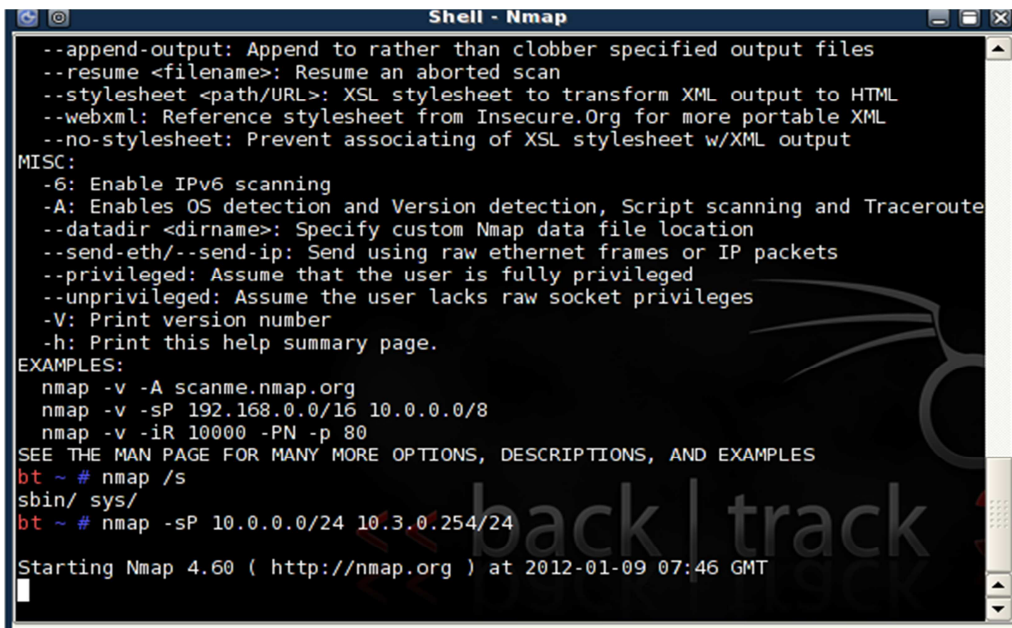 Shell - Nmap
--append-output: Append to rather than clobber specified output files
--resume <filename>: Resume an aborted scan
--stylesheet <path/URL>: XSL stylesheet to transform XML output to HTML
--webxml: Reference stylesheet from Insecure.Org for more portable XML
--no-stylesheet: Prevent associating of XSL stylesheet w/XML output
MISC:
-6: Enable IPv6 scanning
-A: Enables OS detection and Version detection, Script scanning and Traceroute
--datadir <dirname>: Specify custom Nmap data file location
--send-eth/--send-ip: Send using raw ethernet frames or IP packets
--privileged: Assume that the user is fully privileged
--unprivileged: Assume the user lacks raw socket privileges
-V: Print version number
-h: Print this help summary page.
EXAMPLES:
nmap -v -A scanme.nmap.org
nmap -v -sP 192.168.0.0/16 10.0.0.0/8
nmap -v -iR 10000 -PN -p 80
SEE THE MAN PAGE FOR MANY MORE OPTIONS, DESCRIPTIONS, AND EXAMPLES
bt ~ # nmap /s
sbin/ sys/
bt ~ # nmap -sP 10.0.0.0/24 10.3.0.254/24
<< back | track
Starting Nmap 4.60 ( http://nmap.org ) at 2012-01-09 07:46 GMT